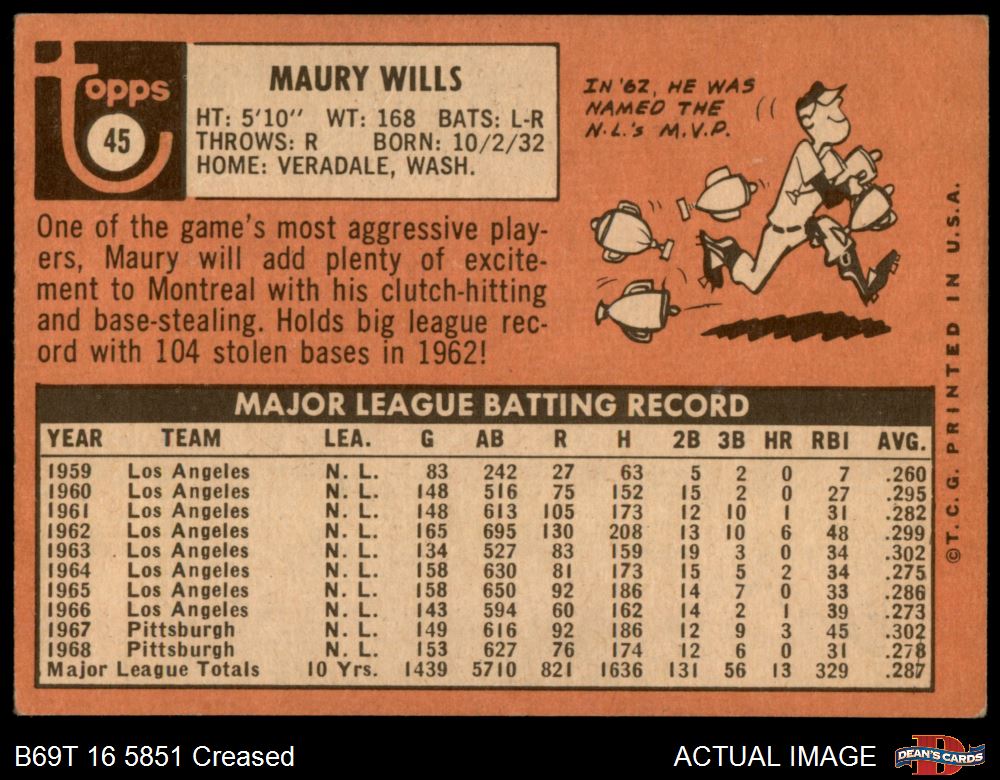 Topps
45
MAURY WILLS
HT: 5'10" WT: 168 BATS: L-R
THROWS: R BORN: 10/2/32
HOME: VERADALE, WASH.
IN '62, HE WAS
NAMED THE
N.L.'s M.V.P.
One of the game's most aggressive play-
ers, Maury will add plenty of excite-
ment to Montreal with his clutch-hitting
and base-stealing. Holds big league rec-
ord with 104 stolen bases in 1962!
MAJOR LEAGUE BATTING RECORD
YEAR TEAM LEA. G AB R H 2B 3B HR RBI AVG.
1959 Los Angeles N. L. 83 242 27 63 5 2 0 7 .260
1960 Los Angeles N. L. 148 516 75 152 15 2 0 27 .295
1961 Los Angeles N. L. 148 613 105 173 12 10 1 31 .282
1962 Los Angeles N. L. 165 695 130 208 13 10 6 48 .299
1963 Los Angeles N. L. 134 527 83 159 19 3 0 34 .302
1964 Los Angeles N. L. 158 630 81 173 15 5 2 34 .275
1965 Los Angeles N. L. 158 650 92 186 14 7 0 33 .286
1966 Los Angeles N. L. 143 594 60 162 14 2 1 39 .273
1967 Pittsburgh N. L. 149 616 92 186 12 9 3 45 .302
1968 Pittsburgh N. L. 153 627 76 174 12 6 0 31 .278
Major League Totals 10 Yrs. 1439 5710 821 1636 131 56 13 329 .287
©T. C. G. PRINTED IN U.S.A.
B69T 16 5851 Creased
ACTUAL IMAGE
DEAN'S CARDS